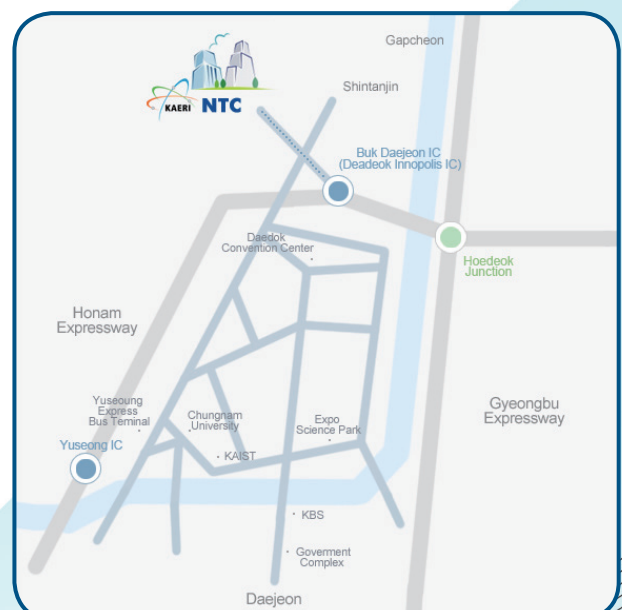 Gapcheon
Shintanjin
KAERI NTC
Buk Daejeon IC
(Deadeok Innopolis IC)
Daedok
Convention Center
Hoedeok
Junction
Honam
Expressway
Gyeongbu
Expressway
Yuseoung
Express
Bus Teminal
Chungnam
University
Expo
Science Park
Yuseong IC
KAIST
KBS
Goverment
Complex
Daejeon